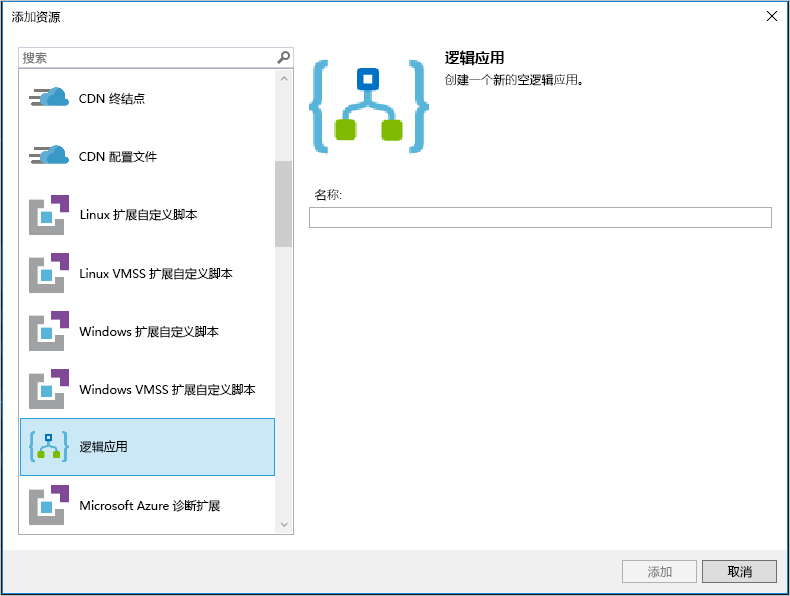 添加资源
搜索
CDN 终结点
CDN 配置文件
Linux 扩展自定义脚本
Linux VMSS 扩展自定义脚本
Windows 扩展自定义脚本
Windows VMSS 扩展自定义脚本
逻辑应用
Microsoft Azure 诊断扩展
逻辑应用
创建一个新的空逻辑应用。
名称:
添加
取消